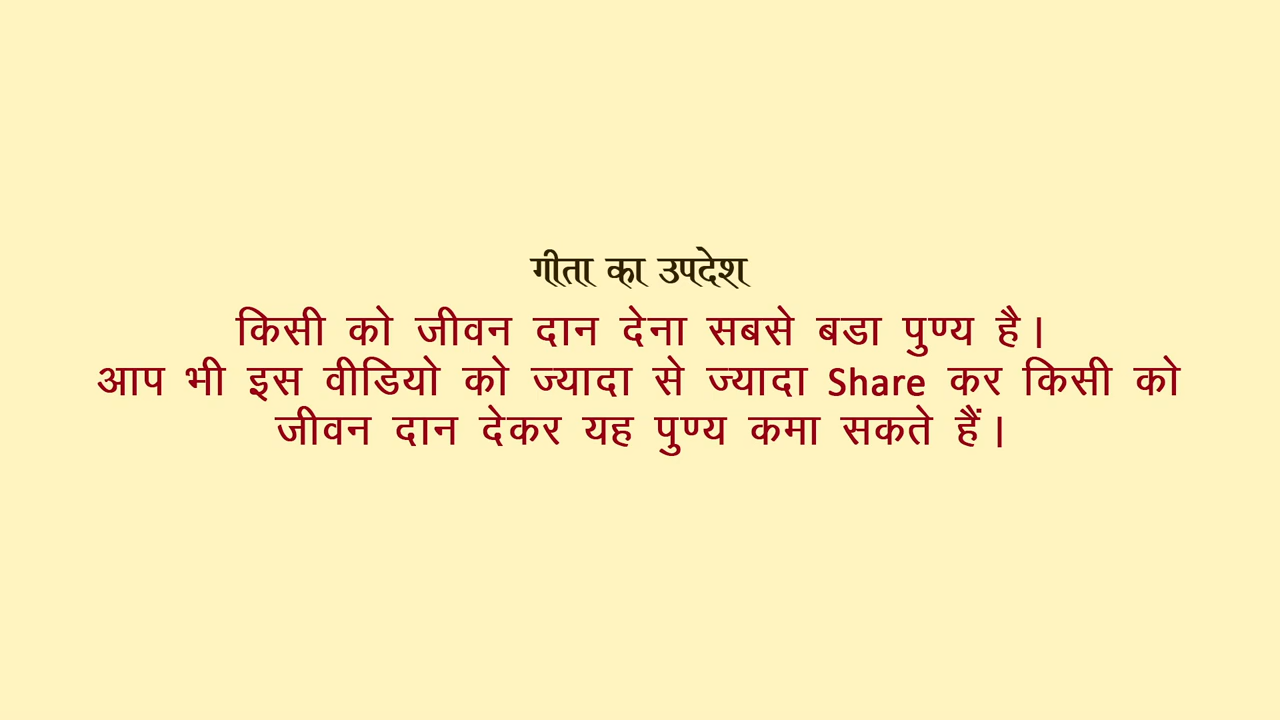 गीता का उपदेश
किसी को जीवन दान देना सबसे बडा पुण्य है।
आप भी इस वीडियो को ज्यादा से ज्यादा Share कर किसी को
जीवन दान देकर यह पुण्य कमा सकते हैं।